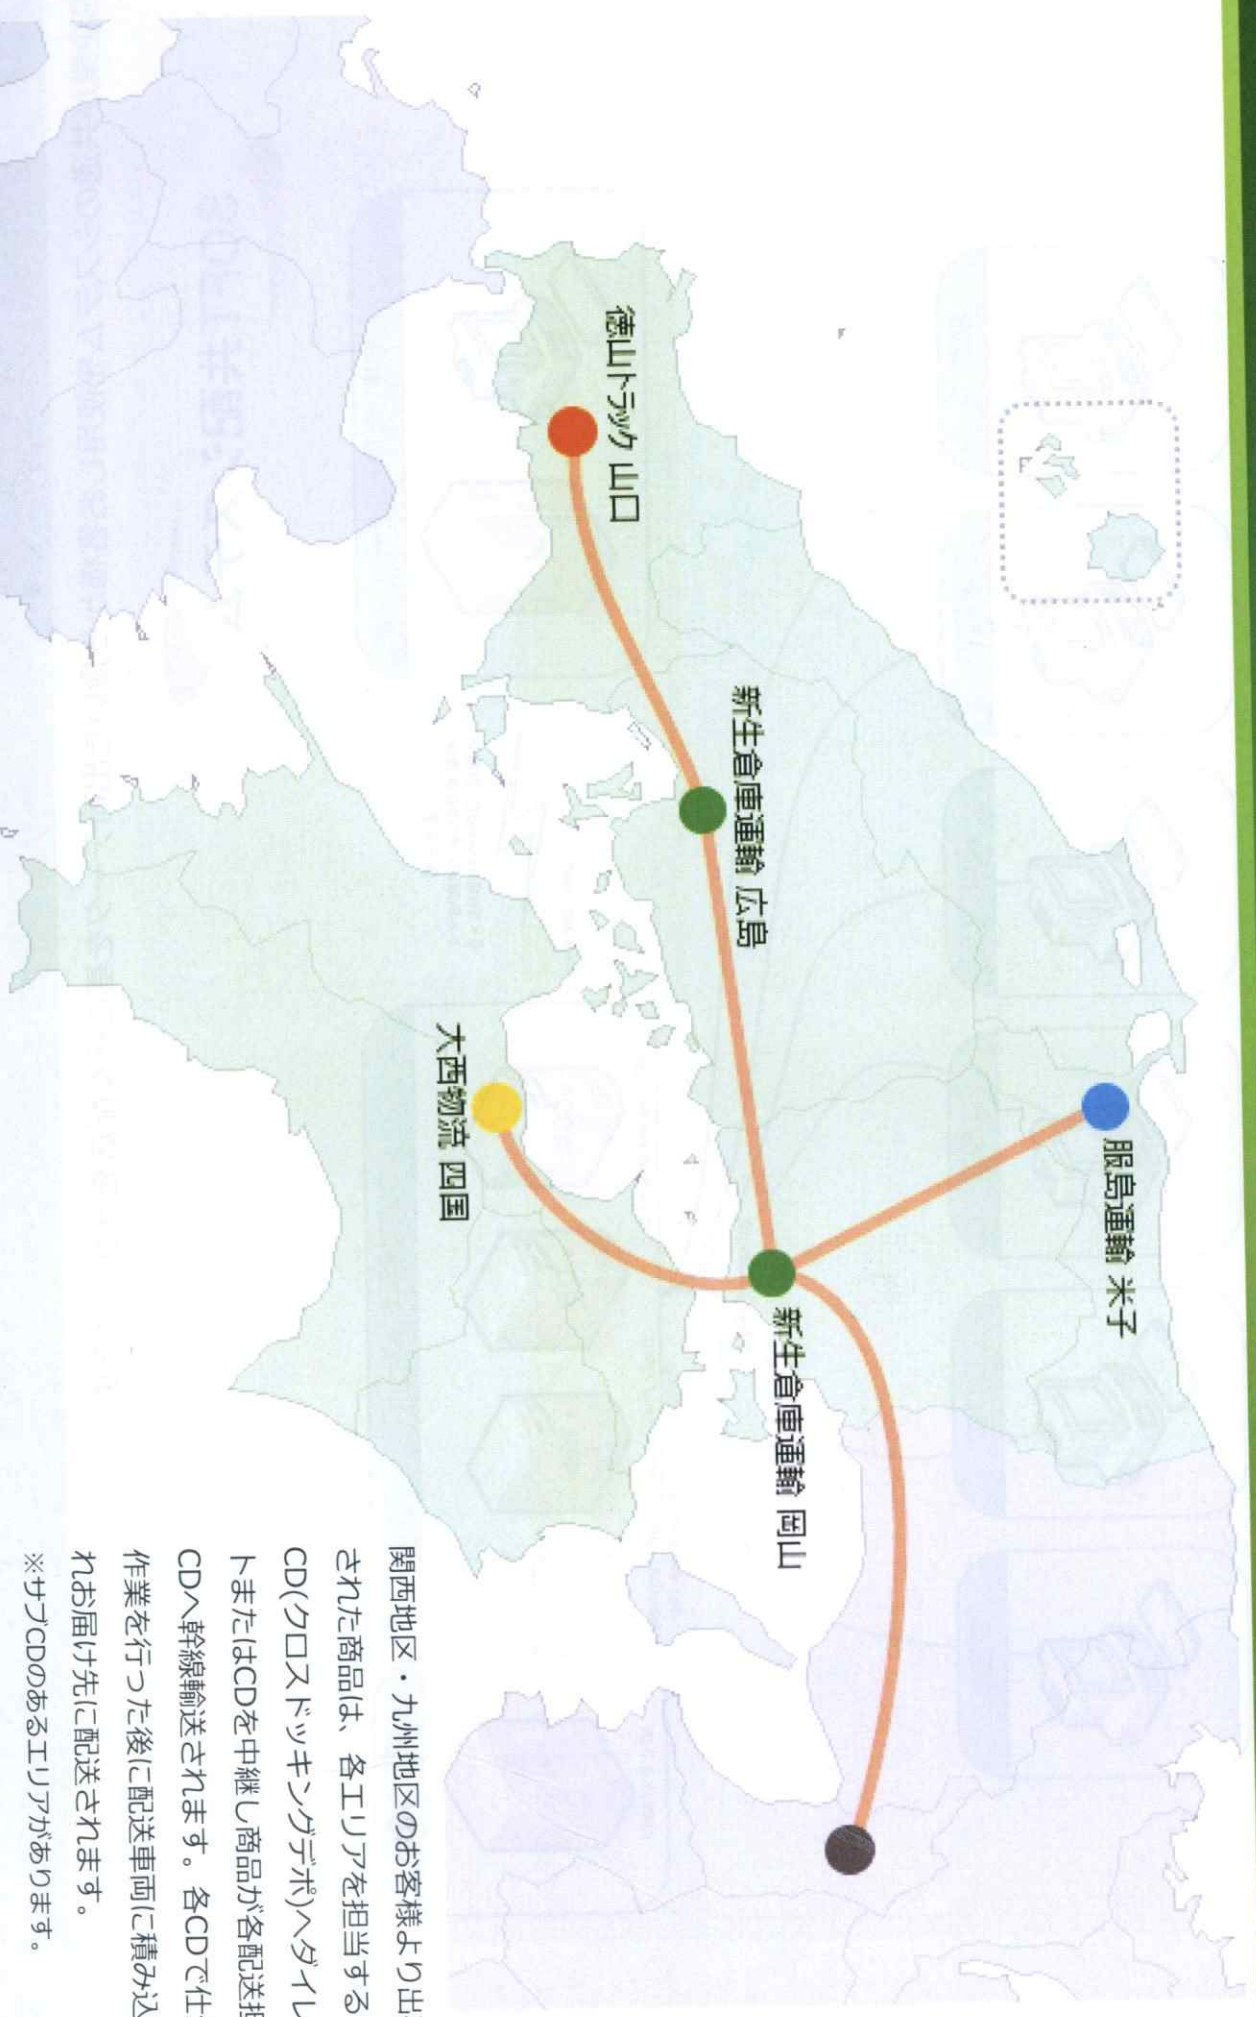 服島運輸 米子
新生倉庫運輸 広島
徳山トラック 山口
新生倉庫運輸 岡山
大西物流 四国
関西地区・九州地区のお客様より出
された商品は、各エリアを担当する
CD(クロスドッキングデポ)へダイレ
トまたはCDを中継し商品が各配送担
CDへ幹線輸送されます。各CDで仕
作業を行った後に配送車両に積み込
れお届け先に配送されます。
※サブCDのあるエリアがあります。